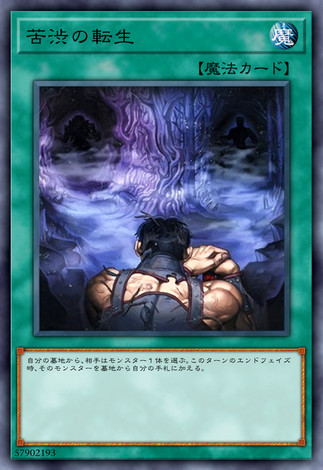 苦渋の転生
魔
【魔法カード】
自分の墓地から、相手はモンスター１体を選ぶ。このターンのエンドフェイズ
時、そのモンスターを墓地から自分の手札に加える。
57902193